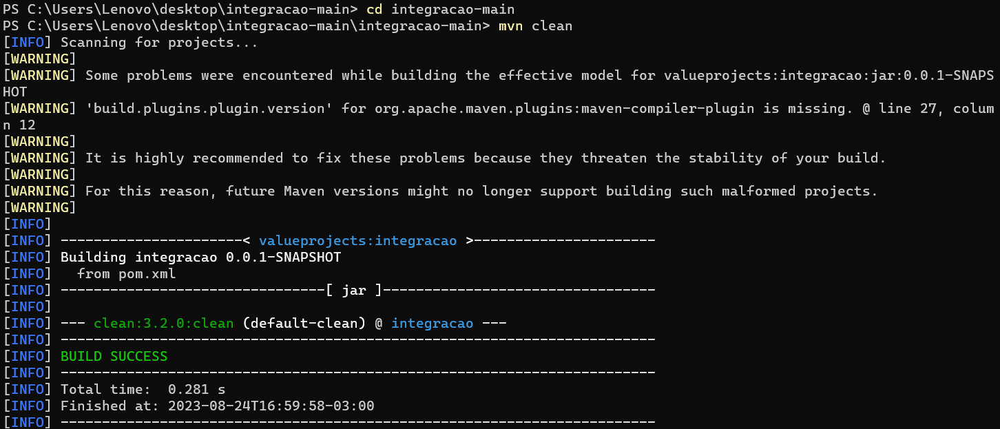 PS C:\Users\Lenovo\desktop\integracao-main> cd integracao-main
PS C:\Users\Lenovo\desktop\integracao-main\integracao-main> mvn clean
[INFO] Scanning for projects...
[WARNING]
[WARNING] Some problems were encountered while building the effective model for valueprojects:integracao:jar:0.0.1-SNAPS
HOT
[WARNING] 'build.plugins.plugin.version' for org.apache.maven.plugins:maven-compiler-plugin is missing. @ line 27, colum
n 12
[WARNING]
[WARNING] It is highly recommended to fix these problems because they threaten the stability of your build.
[WARNING]
[WARNING] For this reason, future Maven versions might no longer support building such malformed projects.
[WARNING]
[INFO]
[INFO] ----------------------< valueprojects:integracao >----------------------
[INFO] Building integracao 0.0.1-SNAPSHOT
[INFO]   from pom.xml
[INFO] --------------------------------[ jar ]---------------------------------
[INFO]
[INFO] --- clean:3.2.0:clean (default-clean) @ integracao ---
[INFO] ------------------------------------------------------------------------
[INFO] BUILD SUCCESS
[INFO] ------------------------------------------------------------------------
[INFO] Total time:  0.281 s
[INFO] Finished at: 2023-08-24T16:59:58-03:00
[INFO] ------------------------------------------------------------------------